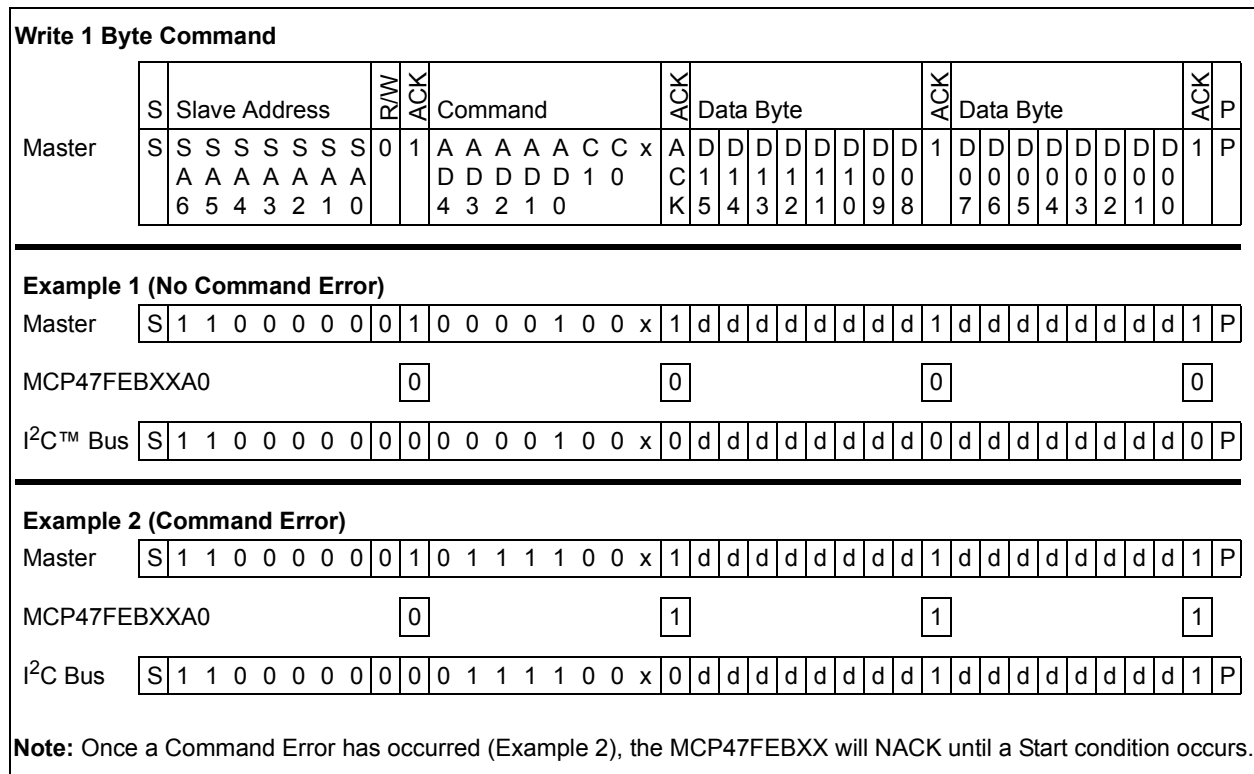 Write 1 Byte Command
S Slave Address R/W ACK Command ACK Data Byte ACK Data Byte ACK P
Master S S S S S S S S 0 1 A A A A A C C x A D D D D D D D D 1 D D D D D D D D 1 P
A A A A A A A D D D D D 1 0 C 1 1 1 1 1 1 0 0 0 0 0 0 0 0 0 0
6 5 4 3 2 1 0 4 3 2 1 0 K 5 4 3 2 1 0 9 8 7 6 5 4 3 2 1 0
Example 1 (No Command Error)
Master S 1 1 0 0 0 0 0 0 1 0 0 0 0 1 0 0 x 1 d d d d d d d d 1 d d d d d d d d 1 P
MCP47FEBXXA0 0 0 0 0
I²C™ Bus S 1 1 0 0 0 0 0 0 0 0 0 0 0 1 0 0 x 0 d d d d d d d d 0 d d d d d d d d 0 P
Example 2 (Command Error)
Master S 1 1 0 0 0 0 0 0 1 0 1 1 1 1 0 0 x 1 d d d d d d d d 1 d d d d d d d d 1 P
MCP47FEBXXA0 0 1 1 1
I²C Bus S 1 1 0 0 0 0 0 0 0 0 1 1 1 1 0 0 x 0 d d d d d d d d 1 d d d d d d d d 1 P
Note: Once a Command Error has occurred (Example 2), the MCP47FEBXX will NACK until a Start condition occurs.